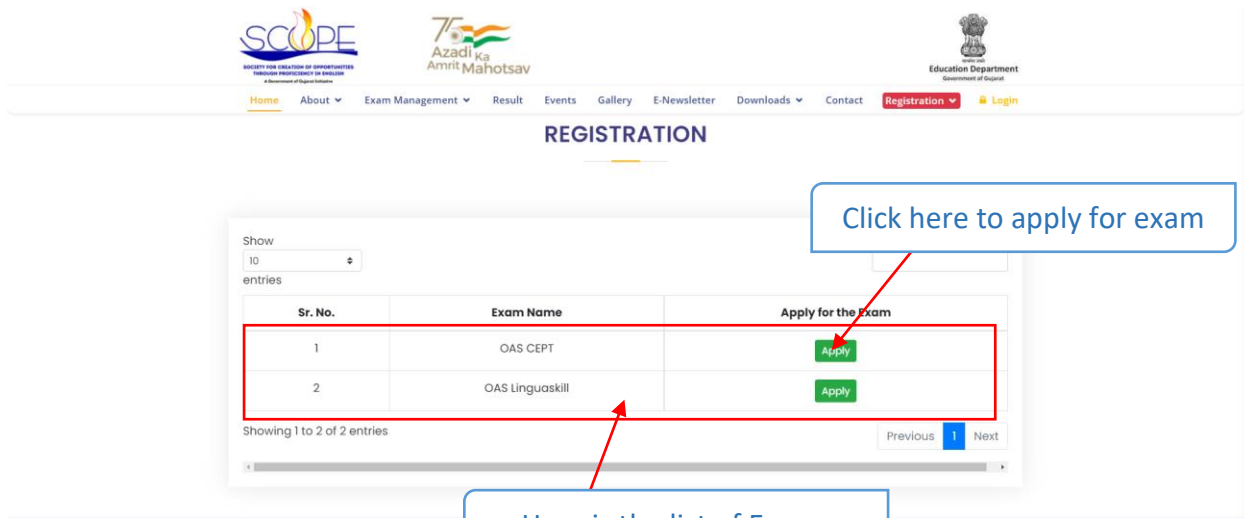 SCOPE
SOCIETY FOR CREATION OF OPPORTUNITIES
THROUGH PROFICIENCY IN ENGLISH
A Government of Gujarat Initiative
75
Azadi Ka
Amrit Mahotsav
Education Department
Government of Gujarat
Home About Exam Management Result Events Gallery E-Newsletter Downloads Contact Registration Login
REGISTRATION
Click here to apply for exam
Show
10
entries
Sr. No. Exam Name Apply for the Exam
1 OAS CEPT Apply
2 OAS Linguaskill Apply
Showing 1 to 2 of 2 entries
Previous 1 Next